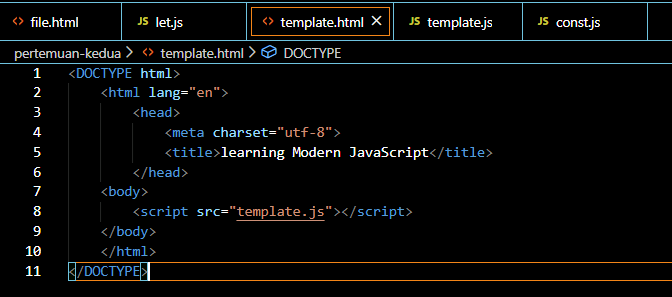 file.html JS let.js template.html JS template.js JS const.js
pertemuan-kedua > template.html > DOCTYPE
1 <DOCTYPE html>
2 <html lang="en">
3 <head>
4 <meta charset="utf-8">
5 <title>learning Modern JavaScript</title>
6 </head>
7 <body>
8 <script src="template.js"></script>
9 </body>
10 </html>
11 </DOCTYPE>